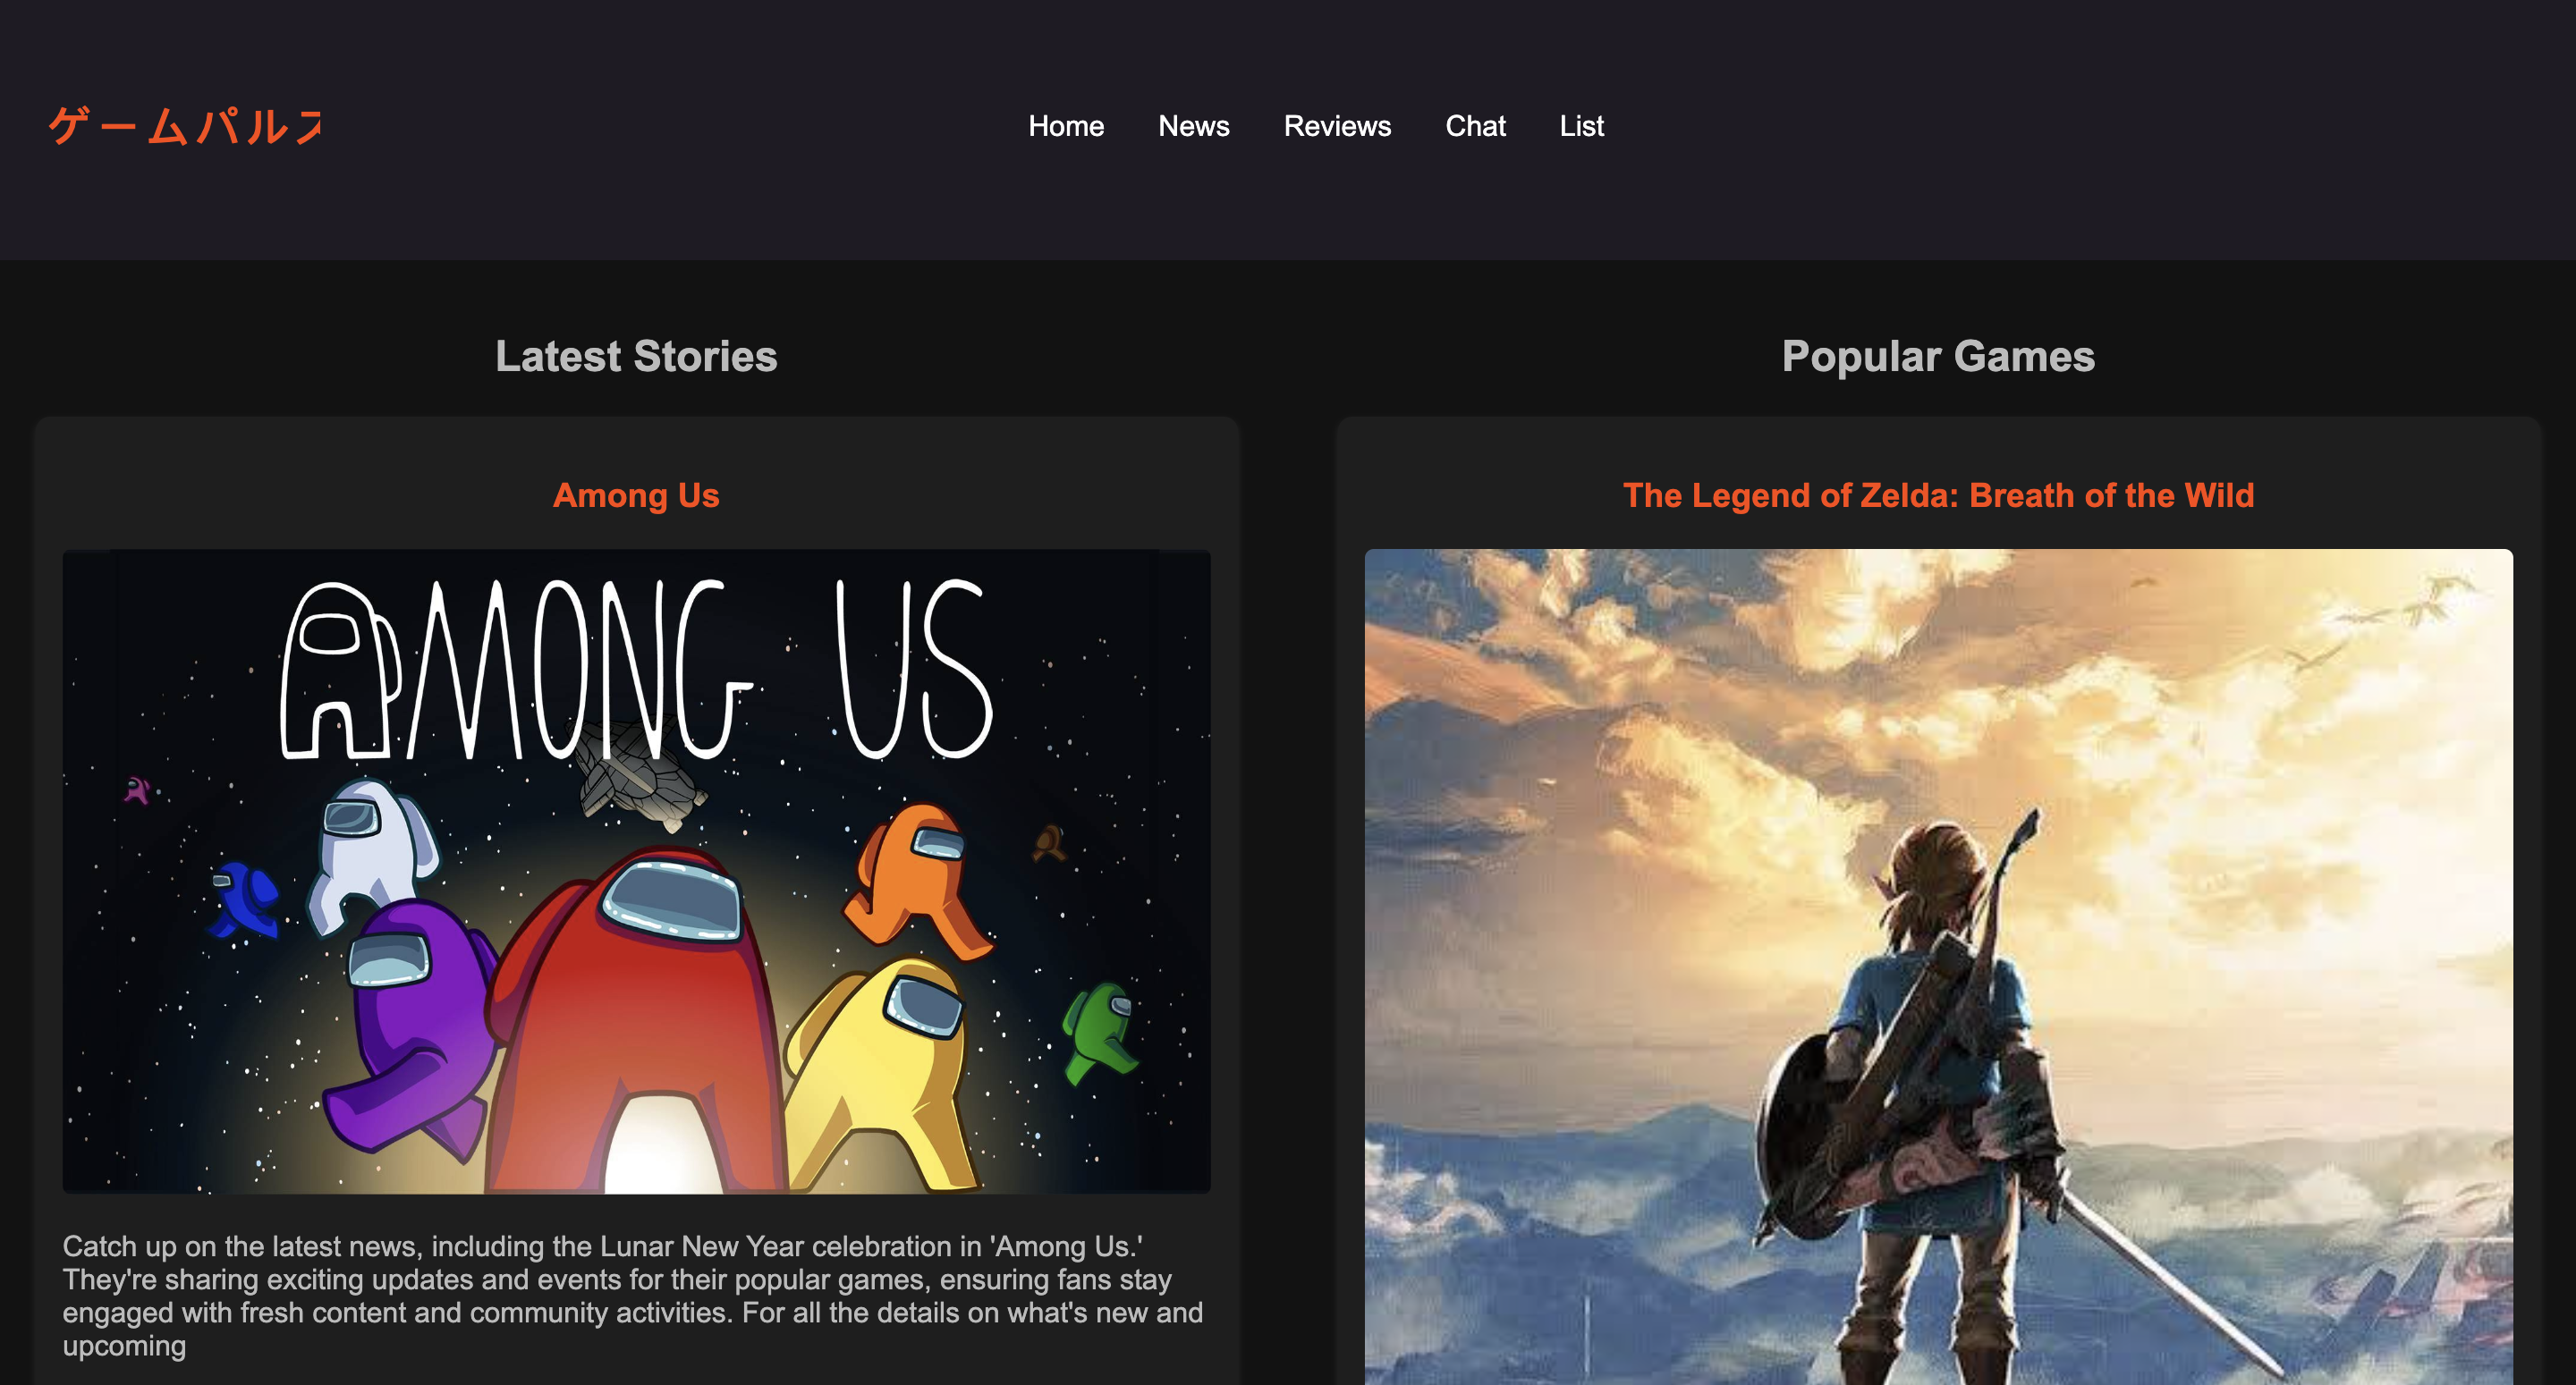 ゲームパルス
Home News Reviews Chat List
Latest Stories
Among Us
AMONG US
Catch up on the latest news, including the Lunar New Year celebration in 'Among Us.'
They're sharing exciting updates and events for their popular games, ensuring fans stay
engaged with fresh content and community activities. For all the details on what's new and
upcoming
Popular Games
The Legend of Zelda: Breath of the Wild